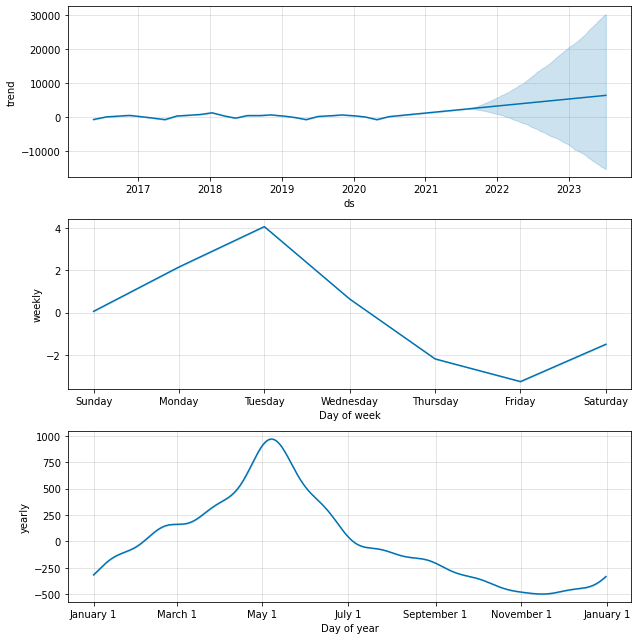 30000
20000
10000
0
−10000
trend
2017 2018 2019 2020 2021 2022 2023
ds
4
2
0
−2
weekly
Sunday Monday Tuesday Wednesday Thursday Friday Saturday
Day of week
1000
750
500
250
0
−250
−500
yearly
January 1 March 1 May 1 July 1 September 1 November 1 January 1
Day of year